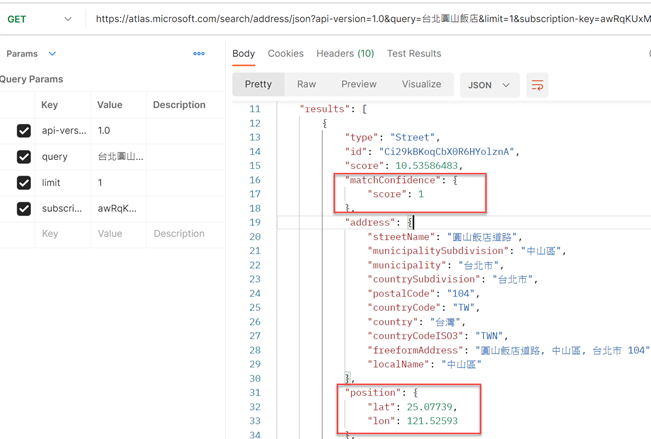 GET
https://atlas.microsoft.com/search/address/json?api-version=1.0&query=台北圓山飯店&limit=1&subscription-key=awRqKUxM
Params
Query Params
Key Value Description
api-vers... 1.0
query 台北圓山...
limit 1
subscri... awRqK...
Key Value Description
Body Cookies Headers (10) Test Results
Pretty Raw Preview Visualize JSON
11 "results": [
12 {
13 "type": "Street",
14 "id": "Ci29kBKoqCbX0R6HYolznA",
15 "score": 10.53586483,
16 "matchConfidence": {
17 "score": 1
18 },
19 "address": {
20 "streetName": "圓山飯店道路",
21 "municipalitySubdivision": "中山區",
22 "municipality": "台北市",
23 "countrySubdivision": "台北市",
24 "postalCode": "104",
25 "countryCode": "TW",
26 "country": "台灣",
27 "countryCodeISO3": "TWN",
28 "freeformAddress": "圓山飯店道路, 中山區, 台北市 104"
29 "localName": "中山區"
30 },
31 "position": {
32 "lat": 25.07739,
33 "lon": 121.52593
34 },